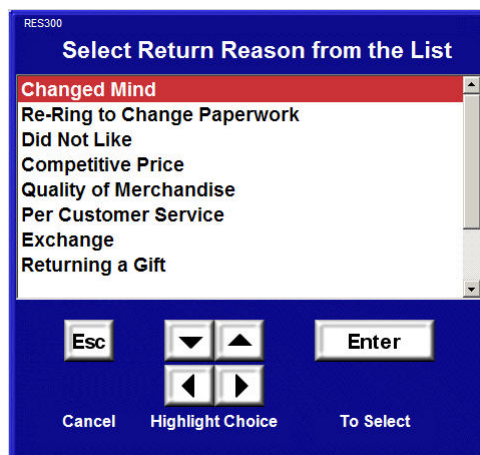 RES300
Select Return Reason from the List
Changed Mind
Re-Ring to Change Paperwork
Did Not Like
Competitive Price
Quality of Merchandise
Per Customer Service
Exchange
Returning a Gift
Esc
Enter
Cancel
Highlight Choice
To Select